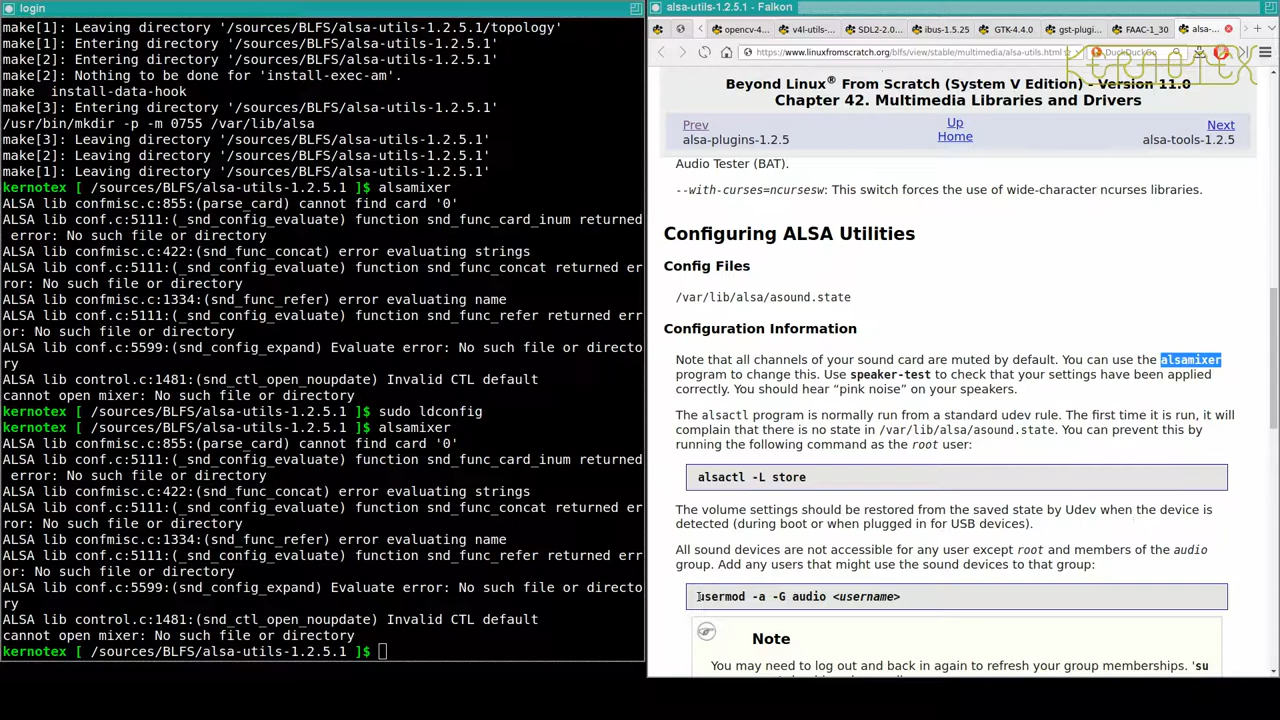 login
make[1]: Leaving directory '/sources/BLFS/alsa-utils-1.2.5.1/topology'
make[1]: Entering directory '/sources/BLFS/alsa-utils-1.2.5.1'
make[2]: Entering directory '/sources/BLFS/alsa-utils-1.2.5.1'
make[2]: Nothing to be done for 'install-exec-am'.
make  install-data-hook
make[3]: Entering directory '/sources/BLFS/alsa-utils-1.2.5.1'
/usr/bin/mkdir -p -m 0755 /var/lib/alsa
make[3]: Leaving directory '/sources/BLFS/alsa-utils-1.2.5.1'
make[2]: Leaving directory '/sources/BLFS/alsa-utils-1.2.5.1'
make[1]: Leaving directory '/sources/BLFS/alsa-utils-1.2.5.1'
kernotex [ /sources/BLFS/alsa-utils-1.2.5.1 ]$ alsamixer
ALSA lib confmisc.c:855:(parse_card) cannot find card '0'
ALSA lib conf.c:5111:(_snd_config_evaluate) function snd_func_card_inum returned
 error: No such file or directory
ALSA lib confmisc.c:422:(snd_func_concat) error evaluating strings
ALSA lib conf.c:5111:(_snd_config_evaluate) function snd_func_concat returned er
ror: No such file or directory
ALSA lib confmisc.c:1334:(snd_func_refer) error evaluating name
ALSA lib conf.c:5111:(_snd_config_evaluate) function snd_func_refer returned err
or: No such file or directory
ALSA lib conf.c:5599:(snd_config_expand) Evaluate error: No such file or directo
ry
ALSA lib control.c:1481:(snd_ctl_open_noupdate) Invalid CTL default
cannot open mixer: No such file or directory
kernotex [ /sources/BLFS/alsa-utils-1.2.5.1 ]$ sudo ldconfig
kernotex [ /sources/BLFS/alsa-utils-1.2.5.1 ]$ alsamixer
ALSA lib confmisc.c:855:(parse_card) cannot find card '0'
ALSA lib conf.c:5111:(_snd_config_evaluate) function snd_func_card_inum returned
 error: No such file or directory
ALSA lib confmisc.c:422:(snd_func_concat) error evaluating strings
ALSA lib conf.c:5111:(_snd_config_evaluate) function snd_func_concat returned er
ror: No such file or directory
ALSA lib confmisc.c:1334:(snd_func_refer) error evaluating name
ALSA lib conf.c:5111:(_snd_config_evaluate) function snd_func_refer returned err
or: No such file or directory
ALSA lib conf.c:5599:(snd_config_expand) Evaluate error: No such file or directo
ry
ALSA lib control.c:1481:(snd_ctl_open_noupdate) Invalid CTL default
cannot open mixer: No such file or directory
kernotex [ /sources/BLFS/alsa-utils-1.2.5.1 ]$
alsa-utils-1.2.5.1 - Falkon
opencv-4... v4l-utils-... SDL2-2.0... ibus-1.5.25 GTK-4.4.0 gst-plugi... FAAC-1_30 alsa-...
https://www.linuxfromscratch.org/blfs/view/stable/multimedia/alsa-utils.html DuckDuckGo
KERNOTEX
Beyond Linux® From Scratch (System V Edition) - Version 11.0
Chapter 42. Multimedia Libraries and Drivers
Prev Up Next
alsa-plugins-1.2.5 Home alsa-tools-1.2.5
Audio Tester (BAT).
--with-curses=ncursesw: This switch forces the use of wide-character ncurses libraries.
Configuring ALSA Utilities
Config Files
/var/lib/alsa/asound.state
Configuration Information
Note that all channels of your sound card are muted by default. You can use the alsamixer
program to change this. Use speaker-test to check that your settings have been applied
correctly. You should hear “pink noise” on your speakers.
The alsactl program is normally run from a standard udev rule. The first time it is run, it will
complain that there is no state in /var/lib/alsa/asound.state. You can prevent this by
running the following command as the root user:
alsactl -L store
The volume settings should be restored from the saved state by Udev when the device is
detected (during boot or when plugged in for USB devices).
All sound devices are not accessible for any user except root and members of the audio
group. Add any users that might use the sound devices to that group:
usermod -a -G audio <username>
Note
You may need to log out and back in again to refresh your group memberships. 'su